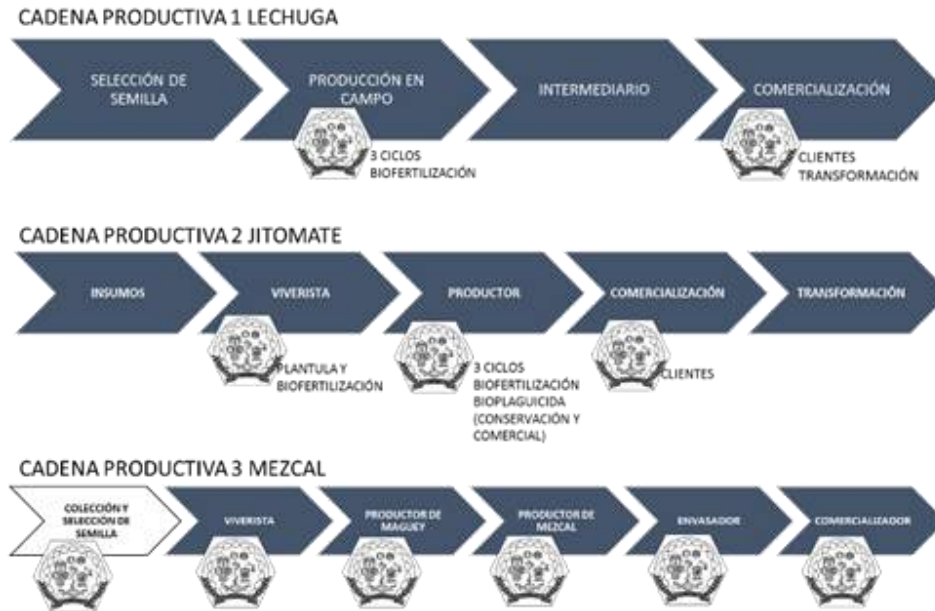 CADENA PRODUCTIVA 1 LECHUGA
SELECCIÓN DE
SEMILLA
PRODUCCIÓN EN
CAMPO
INTERMEDIARIO
COMERCIALIZACIÓN
3 CICLOS
BIOFERTILIZACIÓN
CLIENTES
TRANSFORMACIÓN
CADENA PRODUCTIVA 2 JITOMATE
INSUMOS
VIVERISTA
PRODUCTOR
COMERCIALIZACIÓN
TRANSFORMACIÓN
PLANTULA Y
BIOFERTILIZACIÓN
3 CICLOS
BIOFERTILIZACIÓN
BIOPLAGUICIDA
(CONSERVACIÓN Y
COMERCIAL)
CLIENTES
CADENA PRODUCTIVA 3 MEZCAL
COLECCIÓN Y
SELECCIÓN DE
SEMILLA
VIVERISTA
PRODUCTOR DE
MAGUEY
PRODUCTOR DE
MEZCAL
ENVASADOR
COMERCIALIZADOR